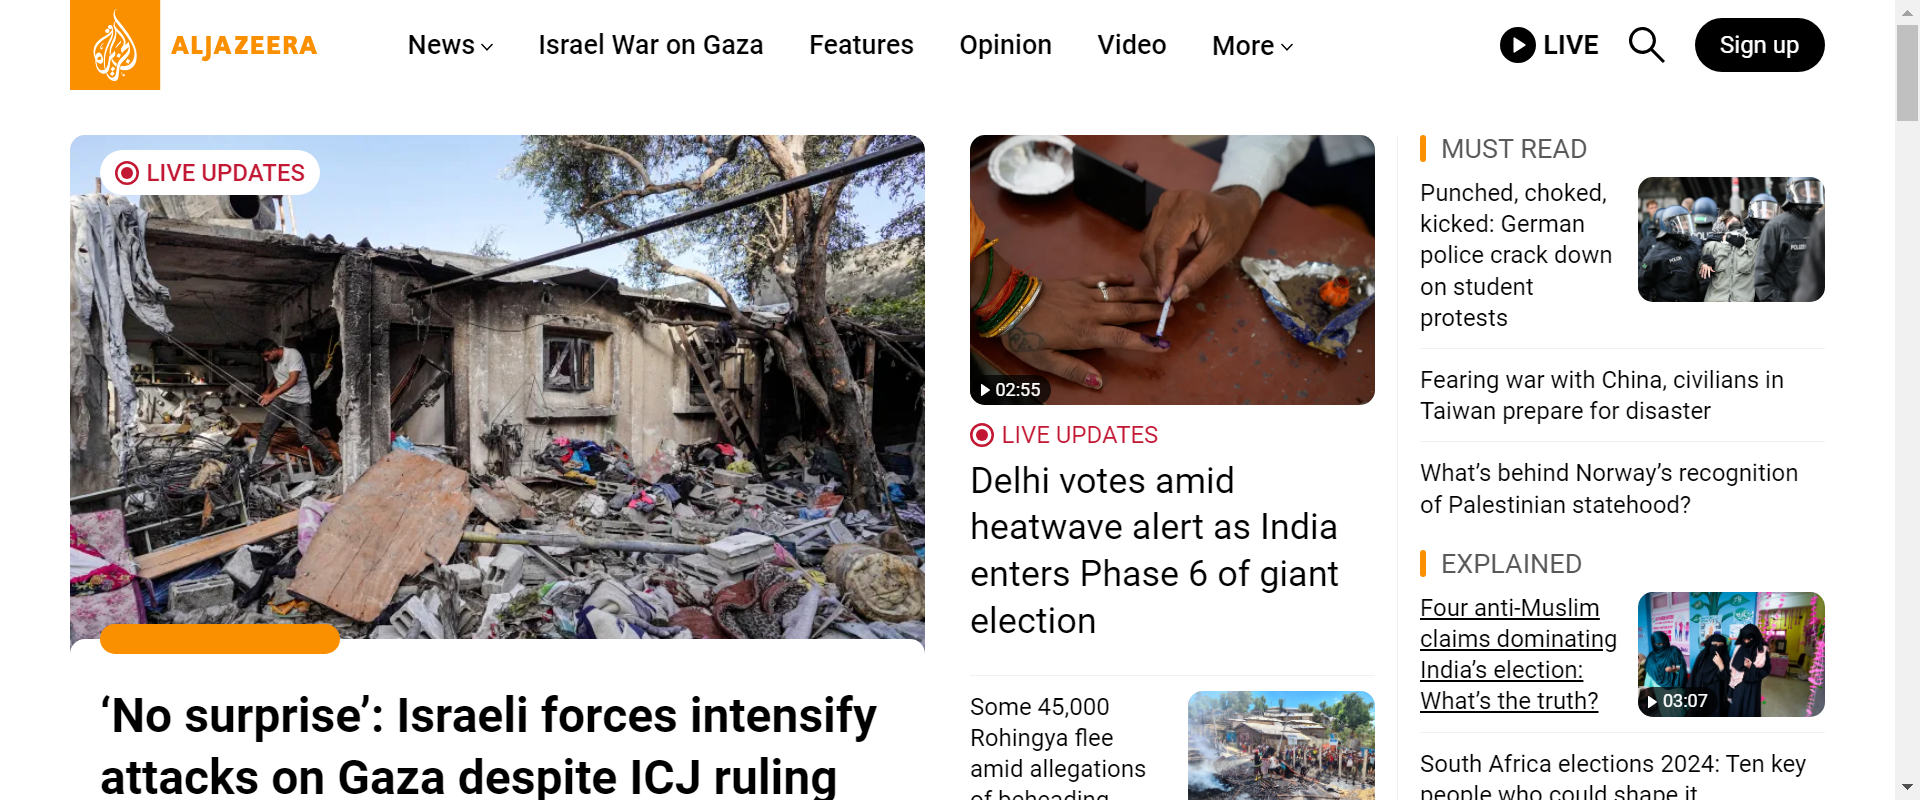 ALJAZEERA
News
Israel War on Gaza
Features
Opinion
Video
More
LIVE
Sign up
LIVE UPDATES
‘No surprise’: Israeli forces intensify
attacks on Gaza despite ICJ ruling
02:55
LIVE UPDATES
Delhi votes amid
heatwave alert as India
enters Phase 6 of giant
election
Some 45,000
Rohingya flee
amid allegations
of beheading,
MUST READ
Punched, choked,
kicked: German
police crack down
on student
protests
Fearing war with China, civilians in
Taiwan prepare for disaster
What’s behind Norway’s recognition
of Palestinian statehood?
EXPLAINED
Four anti-Muslim
claims dominating
India’s election:
What’s the truth?
03:07
South Africa elections 2024: Ten key
people who could shape it